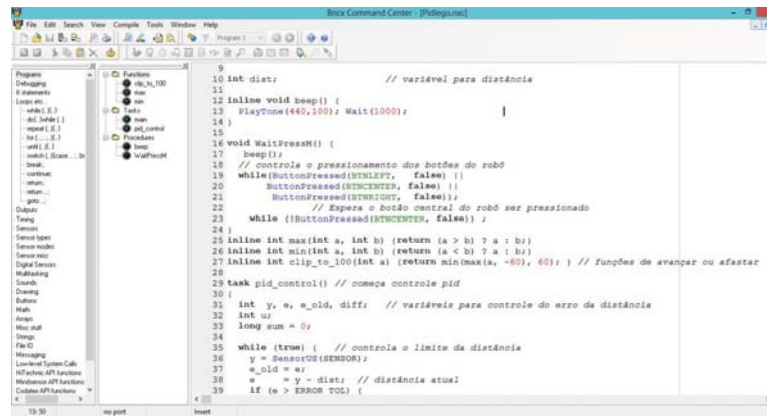 Bricx Command Center - [Pidlego.nxc]
File Edit Search View Compile Tools Window Help
Program 1
Programs
Debugging
If statements
Loops etc...
while (..){..}
do{..}while (..)
repeat (..){..}
for (..;..;..){..}
until (..){..}
switch (..){case ...: br
break;
continue;
return;
return ...;
goto ...;
Outputs
Timing
Sensors
Sensor types
Sensor modes
Sensor misc
Digital Sensors
Multitasking
Sounds
Drawing
Buttons
Math
Arrays
Misc stuff
Strings
File IO
Messaging
Low-level System Calls
HiTechnic API functions
Mindsensor API functions
Codatex API functions
Functions
clip_to_100
max
min
Tasks
main
pid_control
Procedures
beep
WaitPressM
9
10 int dist; // variável para distância
11
12 inline void beep() {
13 PlayTone(440,100); Wait(1000);
14 }
15
16 void WaitPressM() {
17 beep();
18 // controla o pressionamento dos botões do robô
19 while(ButtonPressed(BTNLEFT, false) ||
20 ButtonPressed(BTNCENTER, false) ||
21 ButtonPressed(BTNRIGHT, false));
22 // Espera o botão central do robô ser pressionado
23 while (!ButtonPressed(BTNCENTER, false)) ;
24 }
25 inline int max(int a, int b) {return (a > b) ? a : b;}
26 inline int min(int a, int b) {return (a < b) ? a : b;}
27 inline int clip_to_100(int a) {return min(max(a, -60), 60); } // funções de avançar ou afastar
28
29 task pid_control() // começa controle pid
30 {
31 int y, e, e_old, diff; // variáveis para controle do erro da distância
32 int u;
33 long sum = 0;
34
35 while (true) { // controla o limite da distância
36 y = SensorUS(SENSOR);
37 e_old = e;
38 e = y - dist; // distância atual
39 if (e > ERROR_TOL) {
13: 50 no port Insert